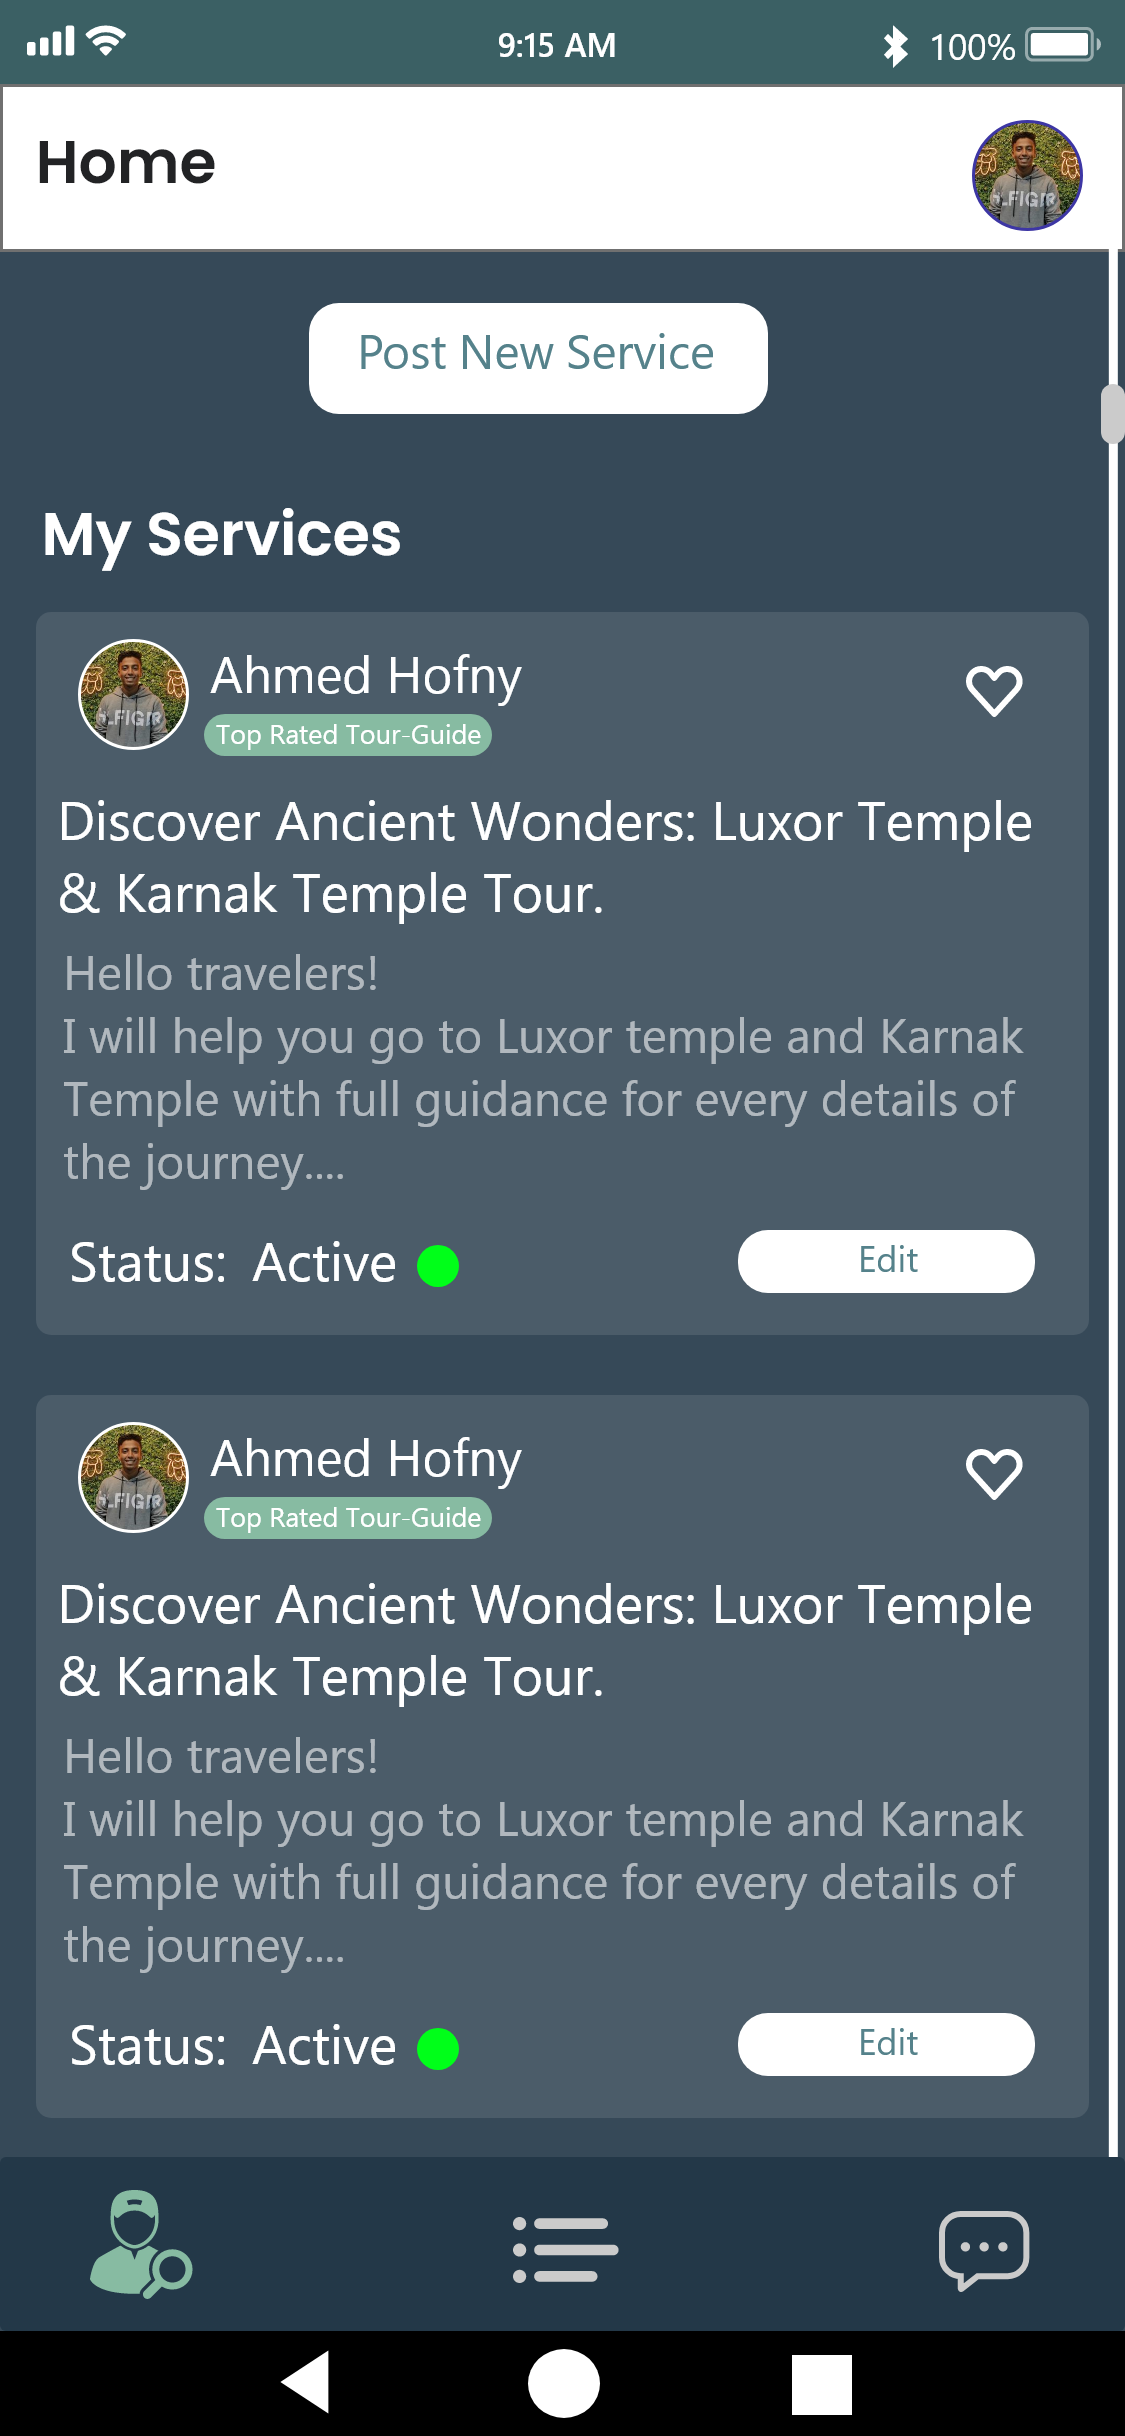 9:15 AM
100%
Home
Post New Service
My Services
Ahmed Hofny
Top Rated Tour-Guide
Discover Ancient Wonders: Luxor Temple
& Karnak Temple Tour.
Hello travelers!
I will help you go to Luxor temple and Karnak
Temple with full guidance for every details of
the journey....
Status: Active
Edit
Ahmed Hofny
Top Rated Tour-Guide
Discover Ancient Wonders: Luxor Temple
& Karnak Temple Tour.
Hello travelers!
I will help you go to Luxor temple and Karnak
Temple with full guidance for every details of
the journey....
Status: Active
Edit